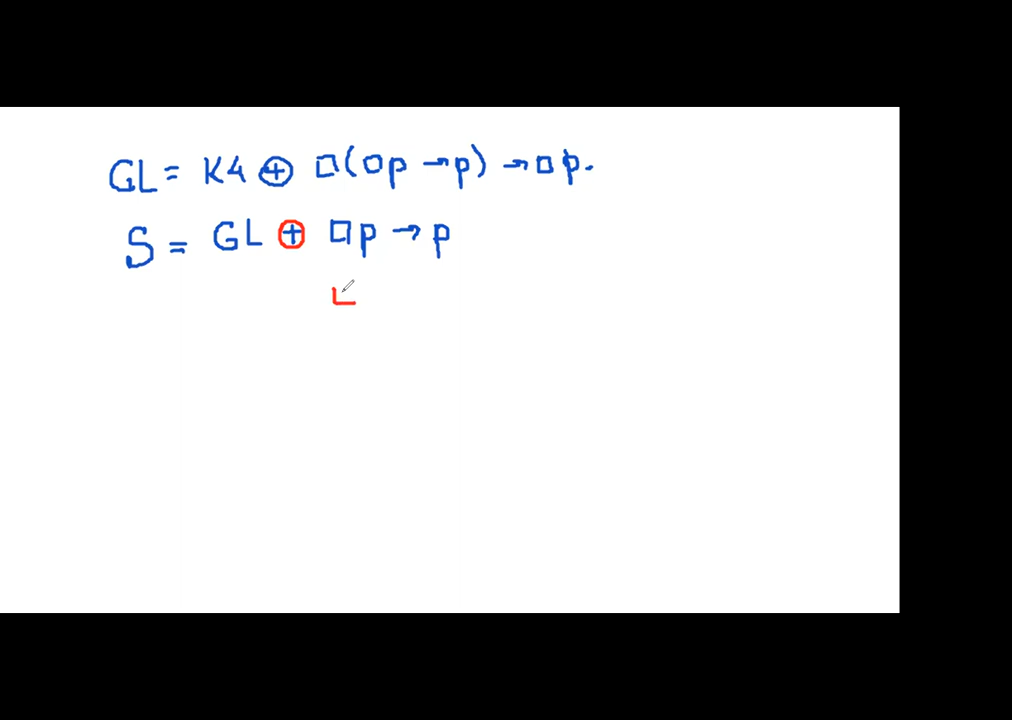 GL = K4 ⊕ □(□p → p) → □p.
S = GL ⊕ □p → p